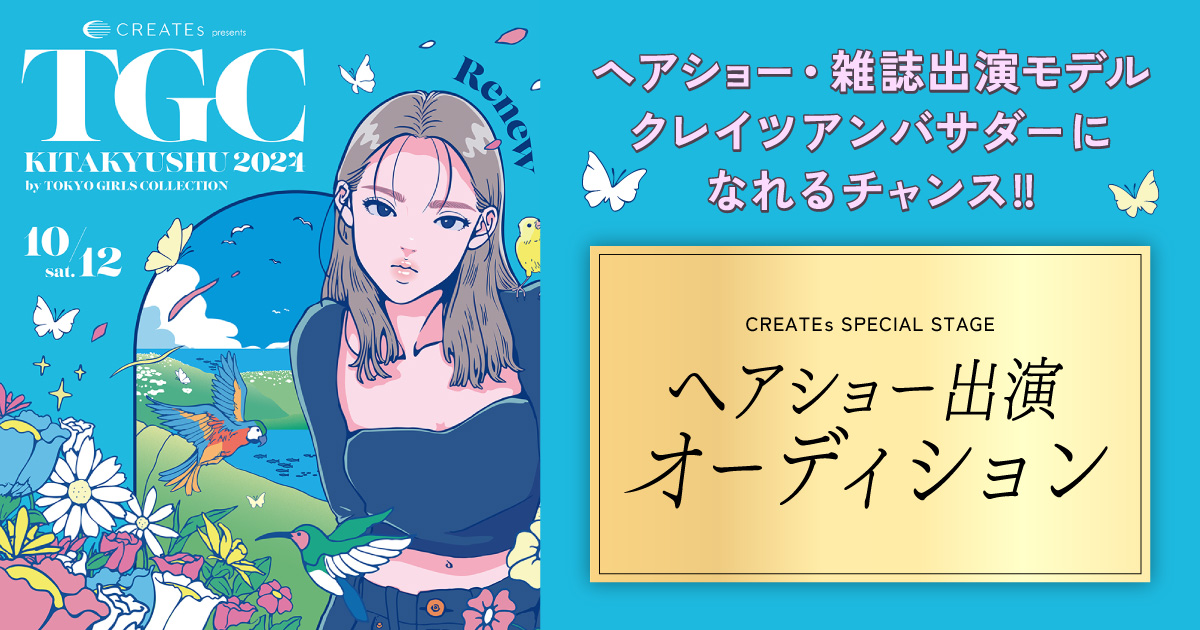 CREATEs presents
TGC
KITAKYUSHU 2024
by TOKYO GIRLS COLLECTION
10/12
sat.
Renew
ヘアショー・雑誌出演モデル
クレイツアンバサダーに
なれるチャンス!!
CREATEs SPECIAL STAGE
ヘアショー出演
オーディション